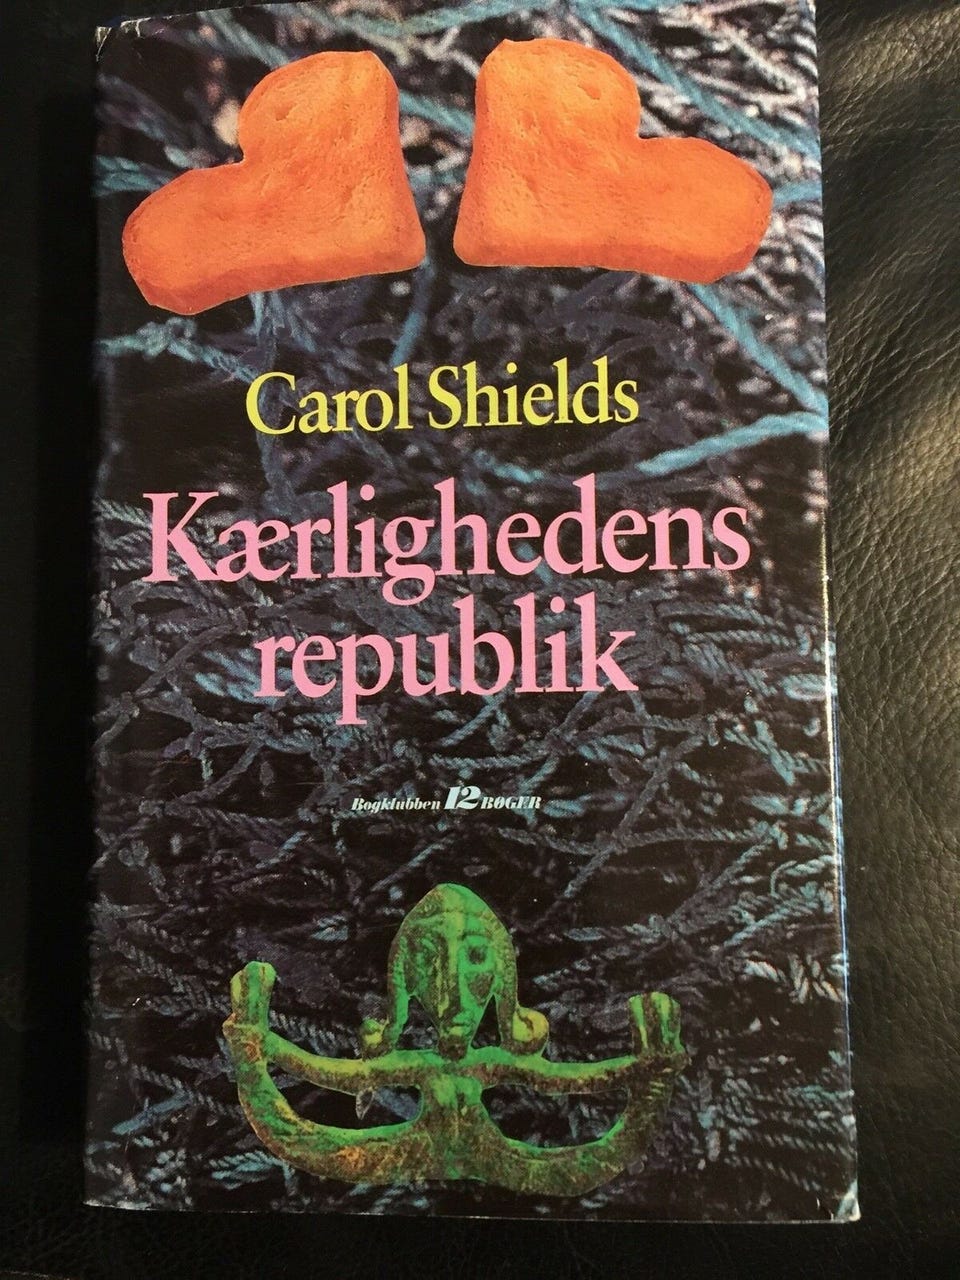 Carol Shields
Kærlighedens
republik
Bogklubben 12 BØGER